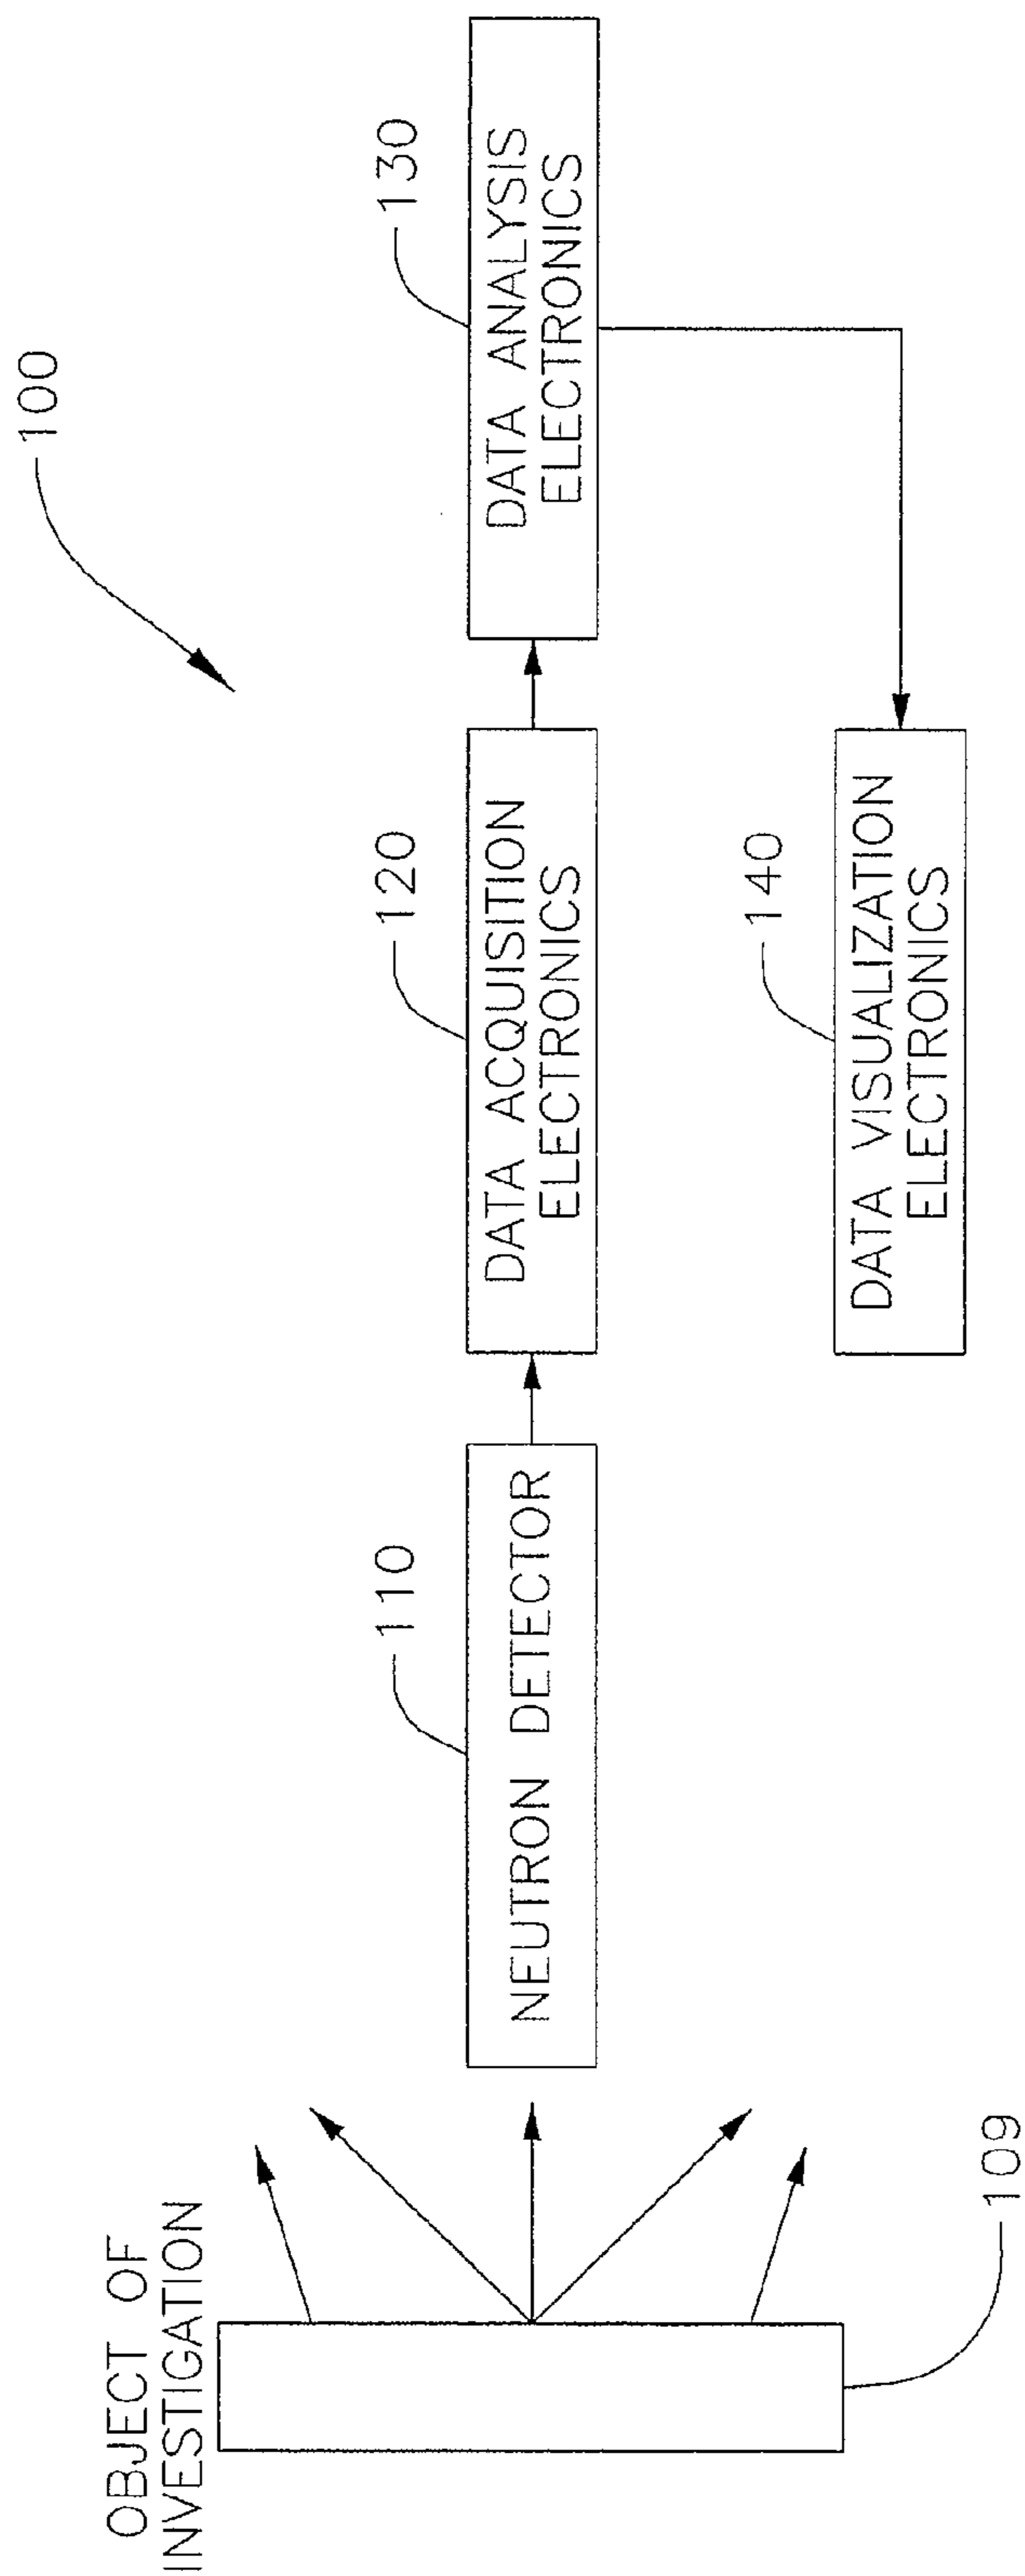 100
OBJECT OF
INVESTIGATION
109
110
NEUTRON DETECTOR
120
DATA ACQUISITION
ELECTRONICS
130
DATA ANALYSIS
ELECTRONICS
140
DATA VISUALIZATION
ELECTRONICS